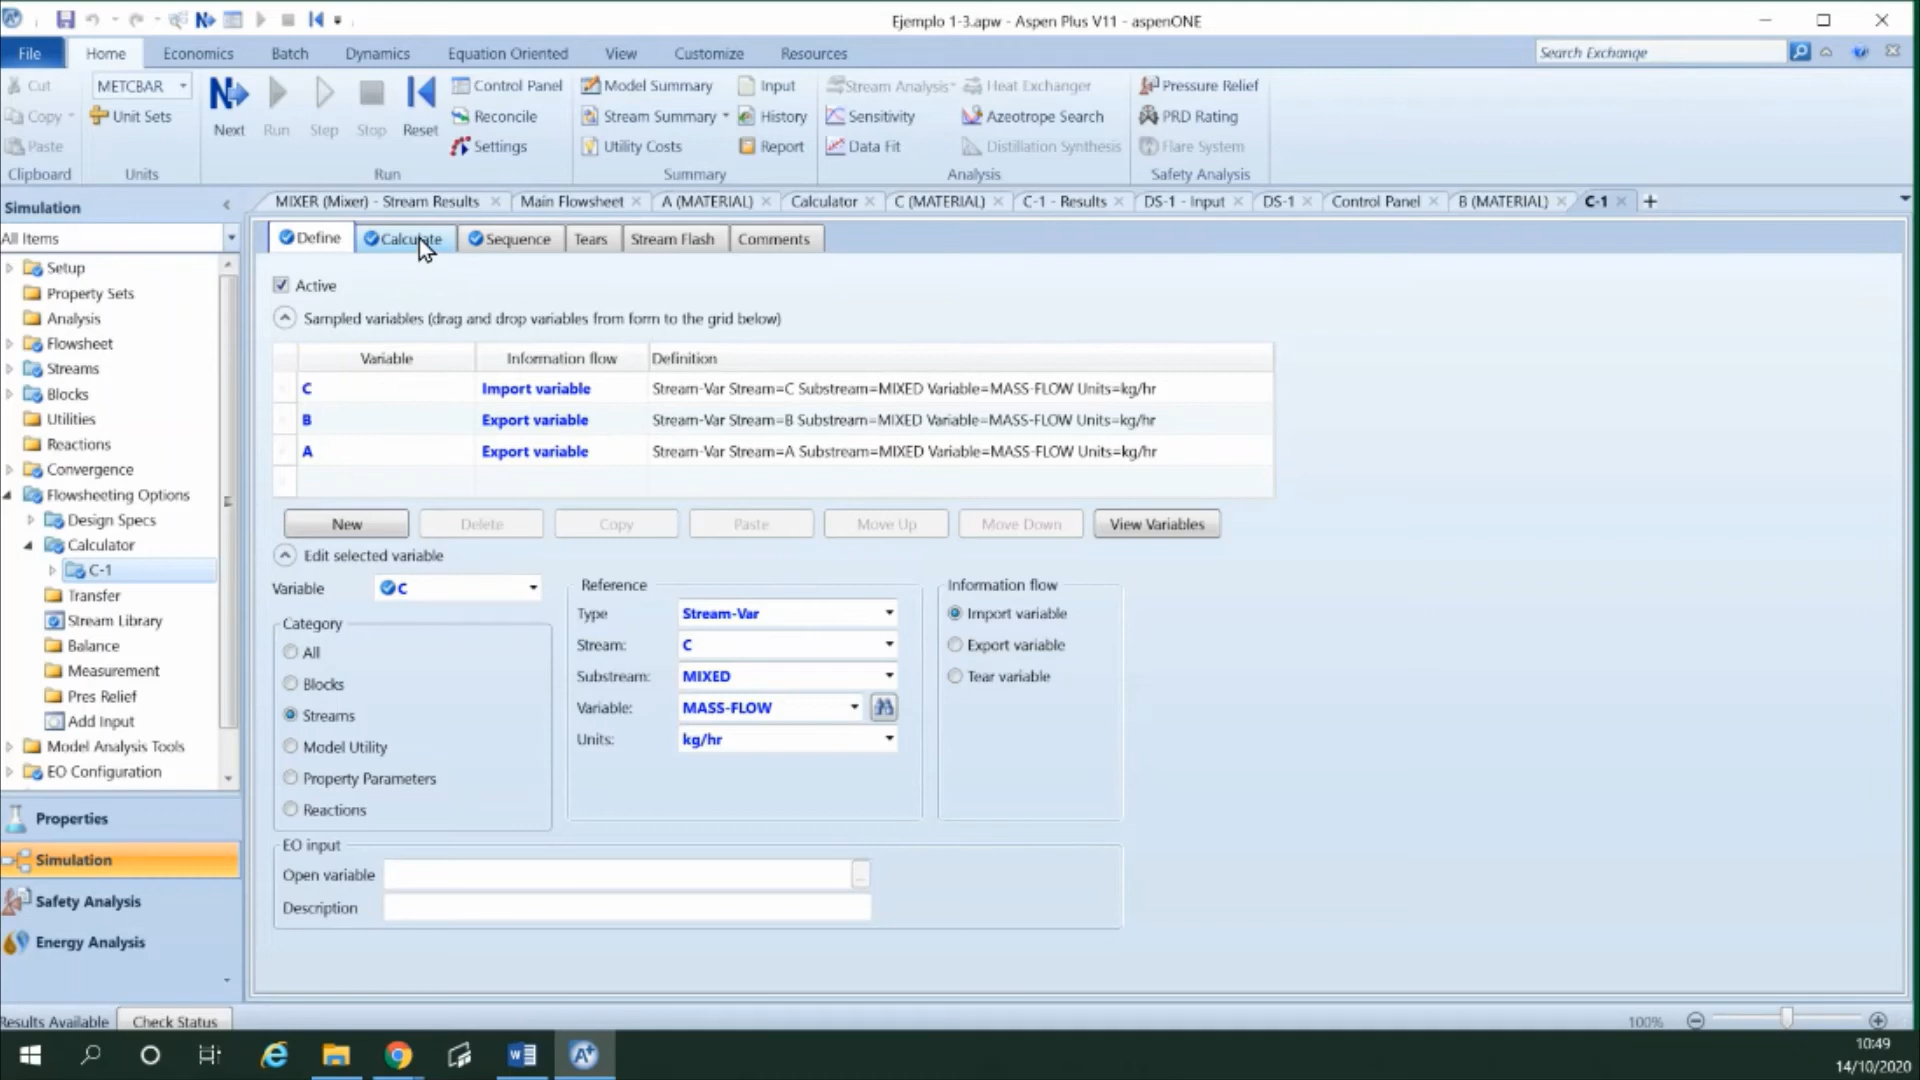 Ejemplo 1-3.apw - Aspen Plus V11 - aspenONE
File Home Economics Batch Dynamics Equation Oriented View Customize Resources Search Exchange
Cut METCBAR Control Panel Model Summary Input Stream Analysis Heat Exchanger Pressure Relief
Copy Unit Sets Reconcile Stream Summary History Sensitivity Azeotrope Search PRD Rating
Next Run Step Stop Reset
Paste Settings Utility Costs Report Data Fit Distillation Synthesis Flare System
Clipboard Units Run Summary Analysis Safety Analysis
Simulation
MIXER (Mixer) - Stream Results Main Flowsheet A (MATERIAL) Calculator C (MATERIAL) C-1 - Results DS-1 - Input DS-1 Control Panel B (MATERIAL) C-1 +
All Items
Define Calculate Sequence Tears Stream Flash Comments
Setup
Property Sets
Analysis
Flowsheet
Streams
Blocks
Utilities
Reactions
Convergence
Flowsheeting Options
Design Specs
Calculator
C-1
Transfer
Stream Library
Balance
Measurement
Pres Relief
Add Input
Model Analysis Tools
EO Configuration
Properties
Simulation
Safety Analysis
Energy Analysis
Active
Sampled variables (drag and drop variables from form to the grid below)
Variable Information flow Definition
C Import variable Stream-Var Stream=C Substream=MIXED Variable=MASS-FLOW Units=kg/hr
B Export variable Stream-Var Stream=B Substream=MIXED Variable=MASS-FLOW Units=kg/hr
A Export variable Stream-Var Stream=A Substream=MIXED Variable=MASS-FLOW Units=kg/hr
New Delete Copy Paste Move Up Move Down View Variables
Edit selected variable
Variable C
Category
All
Blocks
Streams
Model Utility
Property Parameters
Reactions
Reference
Type Stream-Var
Stream: C
Substream: MIXED
Variable: MASS-FLOW
Units: kg/hr
Information flow
Import variable
Export variable
Tear variable
EO input
Open variable ...
Description
Results Available Check Status 100%
10:49
14/10/2020